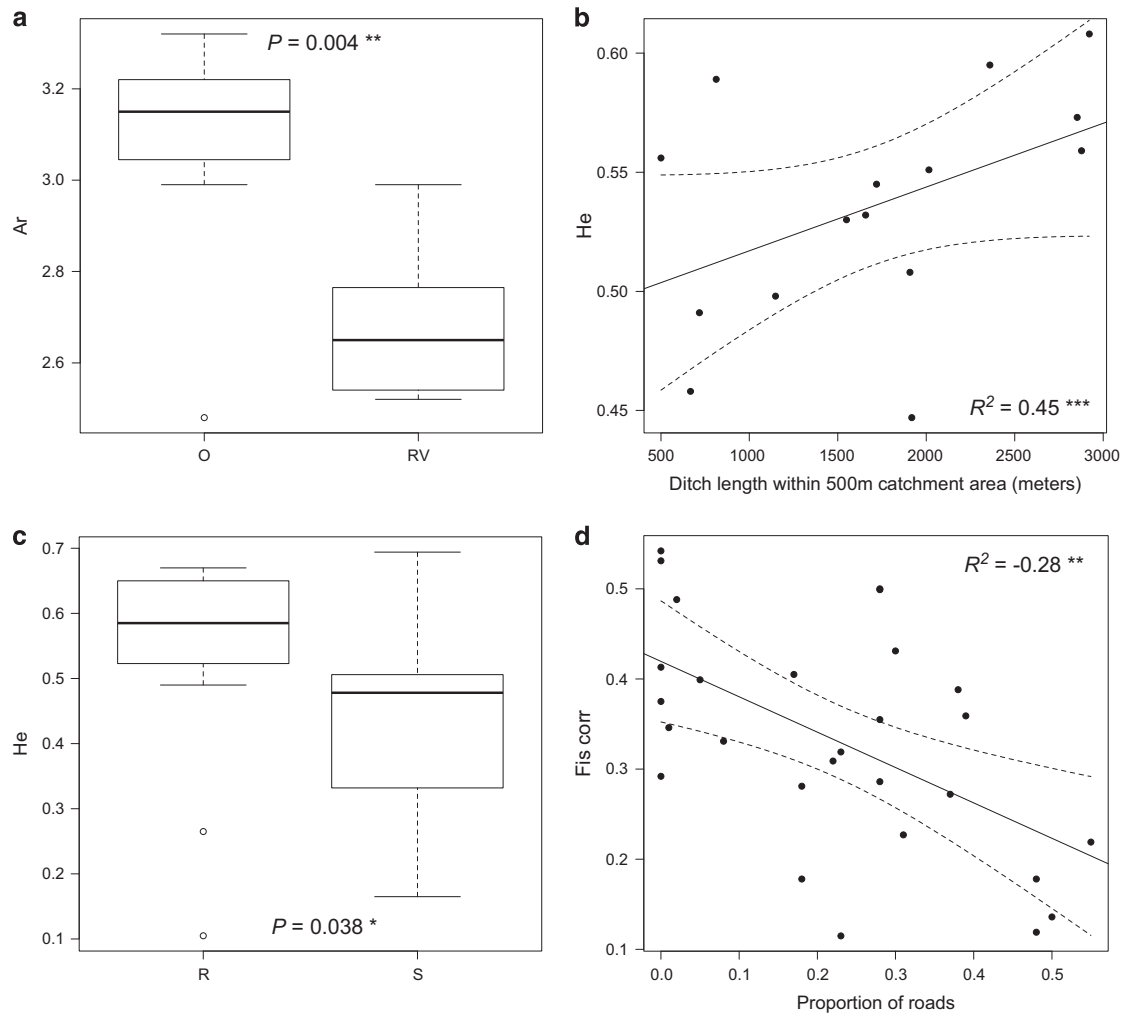 a
P = 0.004 **
Ar
3.2
3.0
2.8
2.6
O
RV
b
He
0.60
0.55
0.50
0.45
R2 = 0.45 ***
500
1000
1500
2000
2500
3000
Ditch length within 500m catchment area (meters)
c
He
0.7
0.6
0.5
0.4
0.3
0.2
0.1
P = 0.038 *
R
S
d
R2 = -0.28 **
Fis corr
0.5
0.4
0.3
0.2
0.1
0.0
0.1
0.2
0.3
0.4
0.5
Proportion of roads